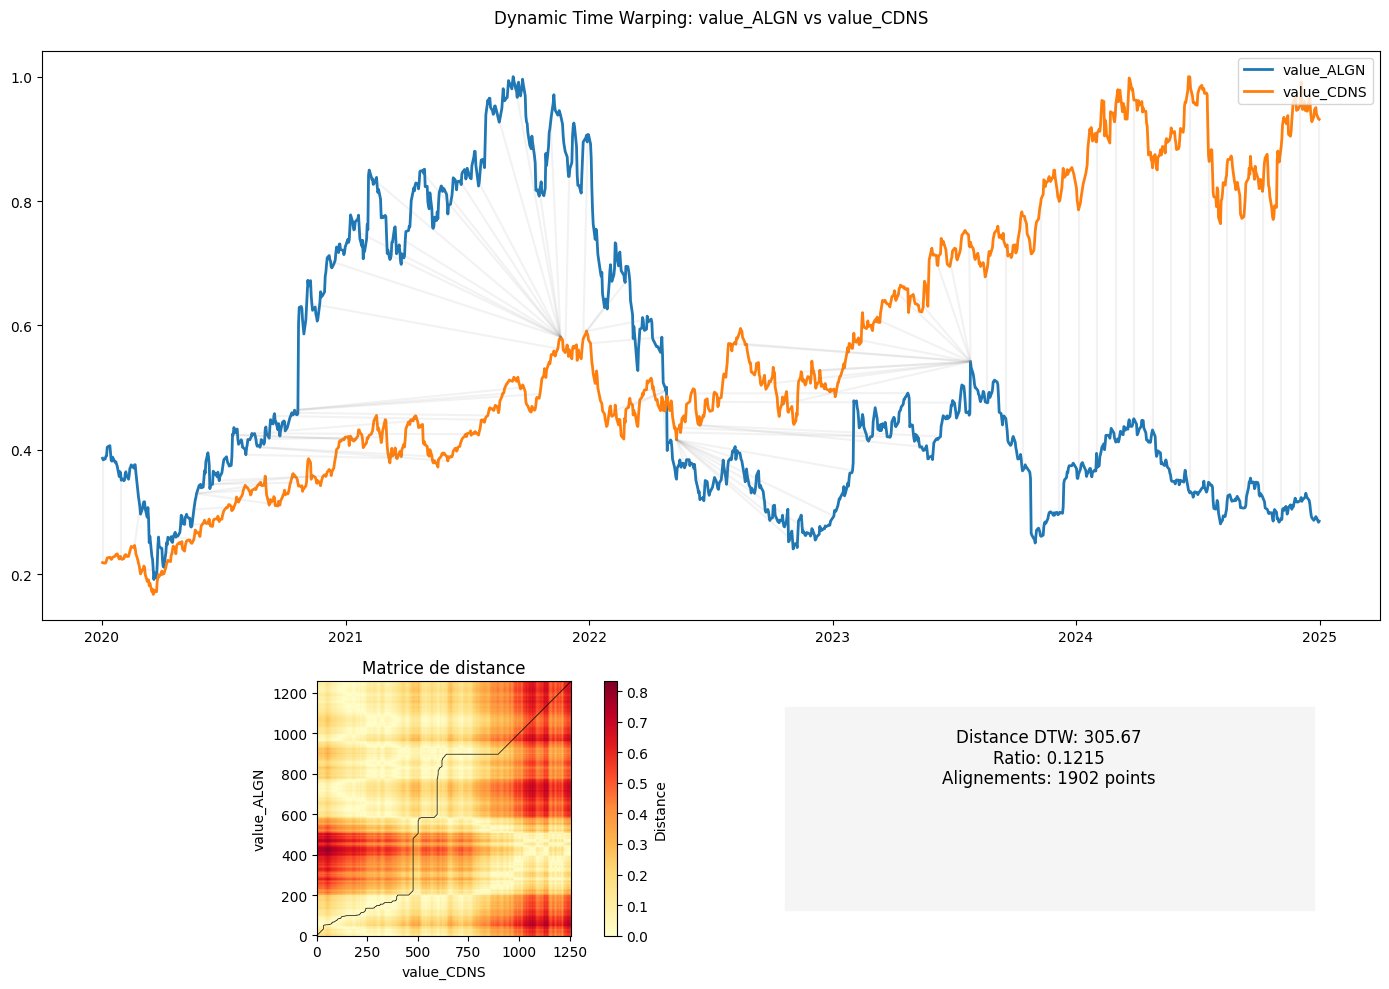 Dynamic Time Warping: value_ALGN vs value_CDNS
value_ALGN
value_CDNS
1.0
0.8
0.6
0.4
0.2
2020 2021 2022 2023 2024 2025
Matrice de distance
1200
1000
800
600
400
200
0
value_ALGN
0 250 500 750 1000 1250
value_CDNS
0.8
0.7
0.6
0.5
0.4
0.3
0.2
0.1
0.0
Distance
Distance DTW: 305.67
Ratio: 0.1215
Alignements: 1902 points